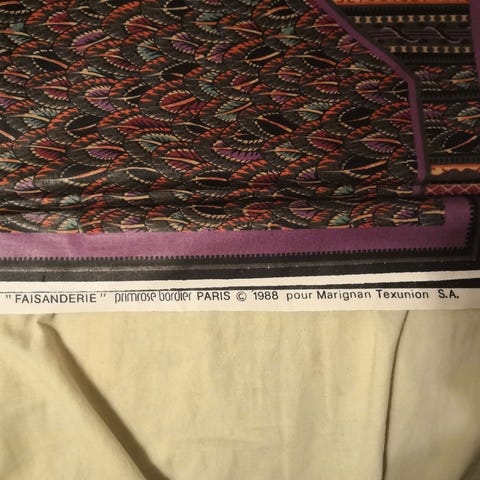 " FAISANDERIE " primrose bordier PARIS © 1988 pour Marignan Texunion S.A.